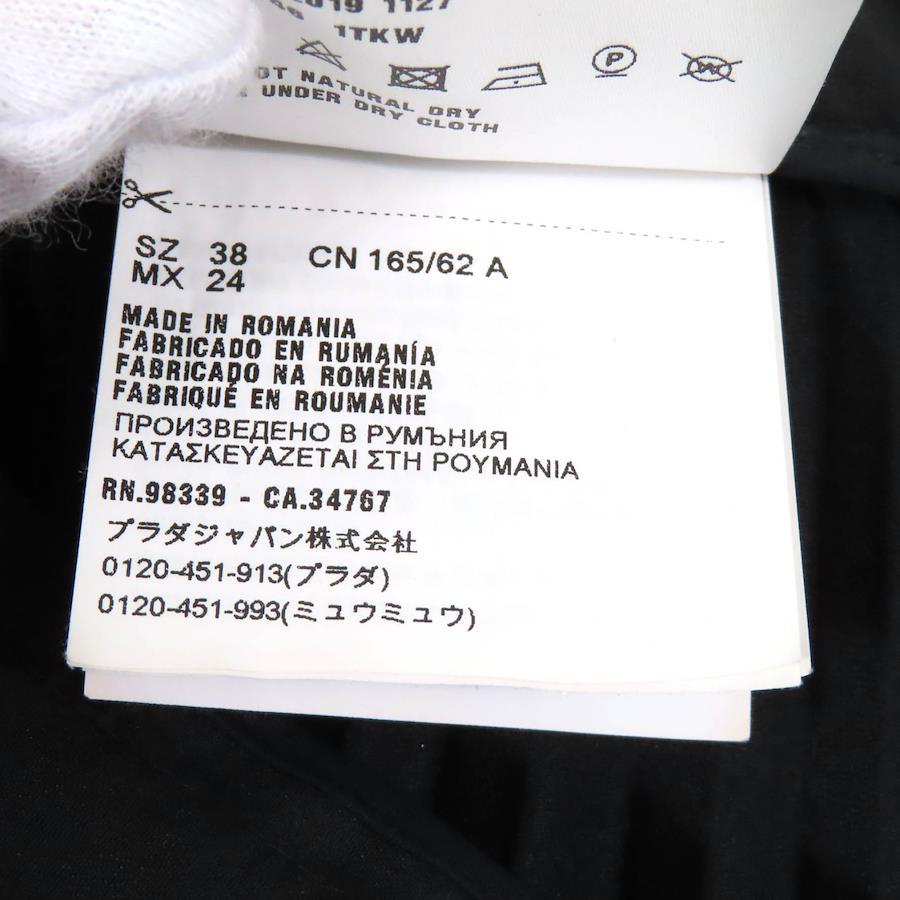 2019 1127
1TKW
P
W
NOT NATURAL DRY
UNDER DRY CLOTH
SZ 38 CN 165/62 A
MX 24
MADE IN ROMANIA
FABRICADO EN RUMANÍA
FABRICADO NA ROMÉNIA
FABRIQUÉ EN ROUMANIE
ПРОИЗВЕДЕНО В РУМЪНИЯ
ΚΑΤΑΣΚΕΥΑΖΕΤΑΙ ΣΤΗ ΡΟΥΜΑΝΙΑ
RN.98339 - CA.34767
プラダジャパン株式会社
0120-451-913(プラダ)
0120-451-993(ミュウミュウ)